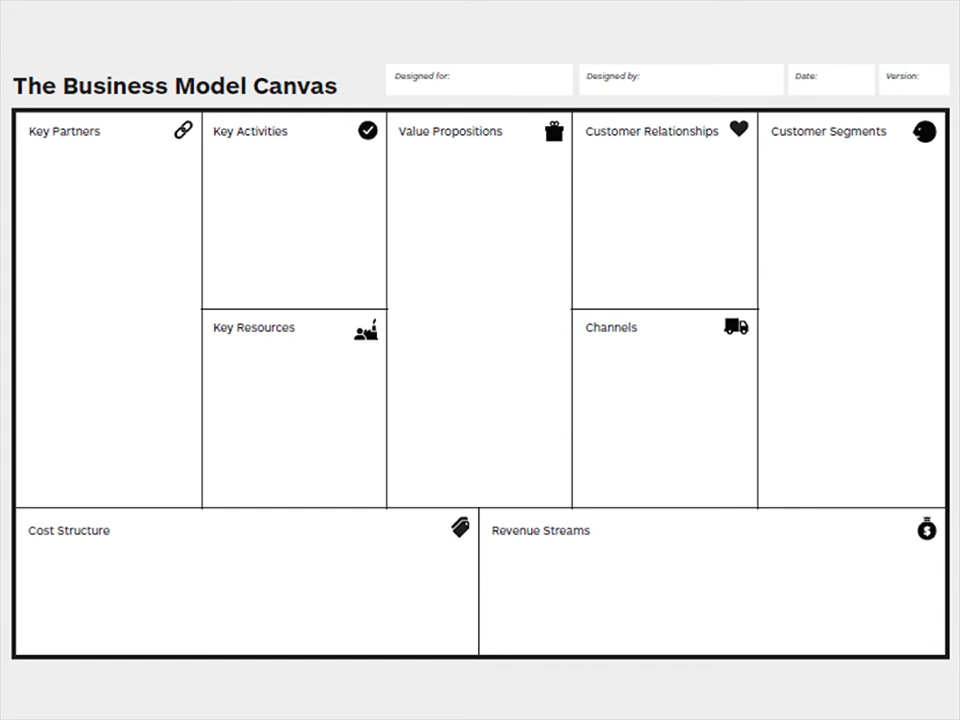 The Business Model Canvas
Designed for:
Designed by:
Date:
Version:
Key Partners
Key Activities
Value Propositions
Customer Relationships
Customer Segments
Key Resources
Channels
Cost Structure
Revenue Streams